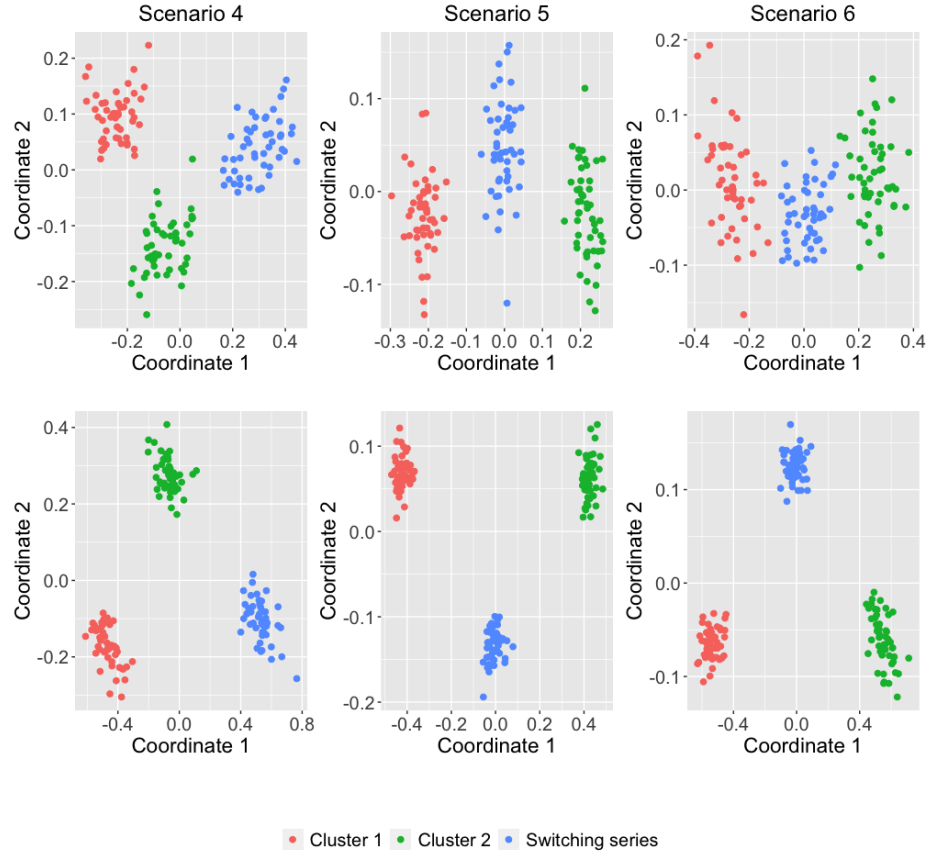 Scenario 4 Scenario 5 Scenario 6
0.2 0.1 0.0 -0.1 -0.2
Coordinate 2
-0.2 0.0 0.2 0.4
Coordinate 1
0.1 0.0 -0.1
Coordinate 2
-0.3 -0.2 -0.1 0.0 0.1 0.2
Coordinate 1
0.2 0.1 0.0 -0.1
Coordinate 2
-0.4 -0.2 0.0 0.2 0.4
Coordinate 1
0.4 0.2 0.0 -0.2
Coordinate 2
-0.4 0.0 0.4 0.8
Coordinate 1
0.1 0.0 -0.1 -0.2
Coordinate 2
-0.4 -0.2 0.0 0.2 0.4
Coordinate 1
0.1 0.0 -0.1
Coordinate 2
-0.4 0.0 0.4
Coordinate 1
Cluster 1 Cluster 2 Switching series